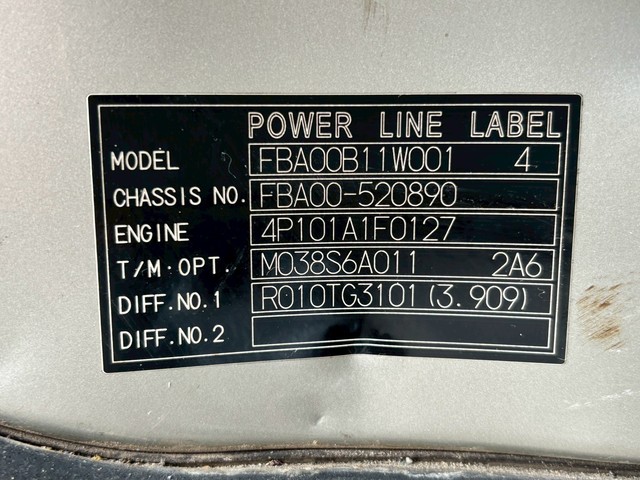 POWER LINE LABEL
MODEL FBA00B11W001 4
CHASSIS NO. FBA00-520890
ENGINE 4P101A1F0127
T/M·OPT. M038S6A011 2A6
DIFF.NO.1 R010TG3101(3.909)
DIFF.NO.2